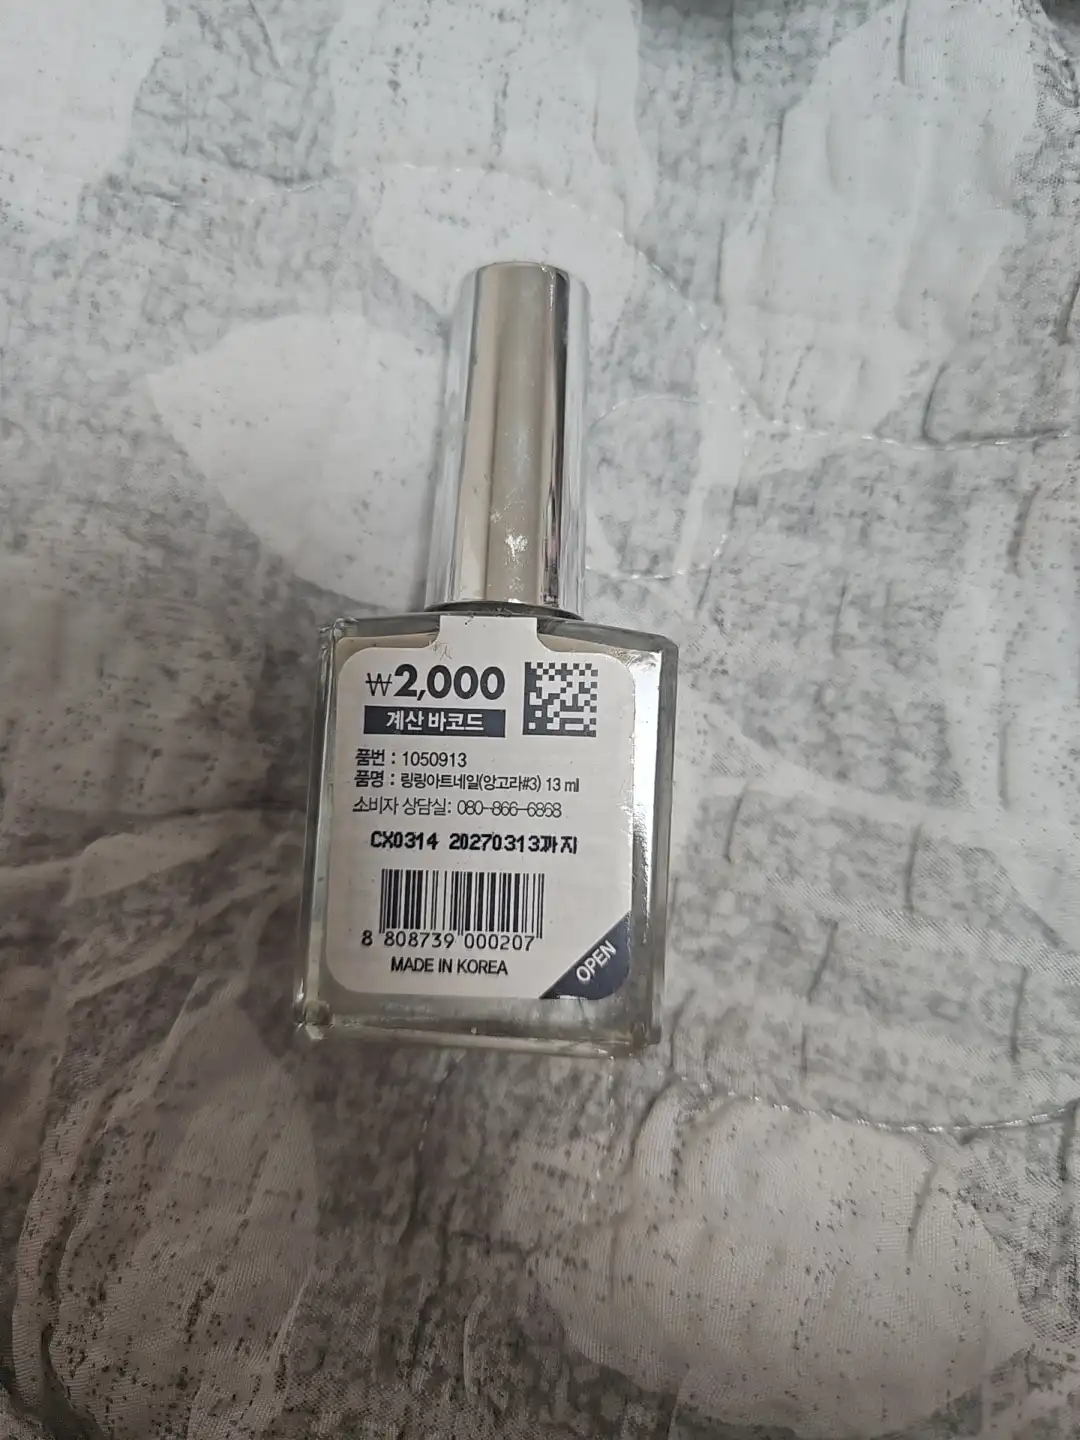 ₩2,000
계산 바코드
품번 : 1050913
품명 : 링링아트네일(앙고라#3) 13 ml
소비자 상담실: 080-866-6868
CX0314 20270313까지
8 808739 000207
MADE IN KOREA
OPEN